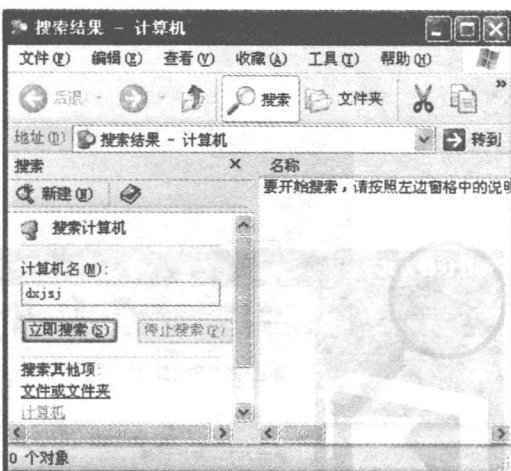 搜索结果 - 计算机
文件(F) 编辑(E) 查看(V) 收藏(A) 工具(T) 帮助(H)
后退 搜索 文件夹 »
地址(D) 搜索结果 - 计算机 转到
搜索 × 名称
新建(N)
要开始搜索，请按照左边窗格中的说明
搜索计算机
计算机名(M):
dxjsj
立即搜索(S) 停止搜索(P)
搜索其他项:
文件或文件夹
计算机
0 个对象